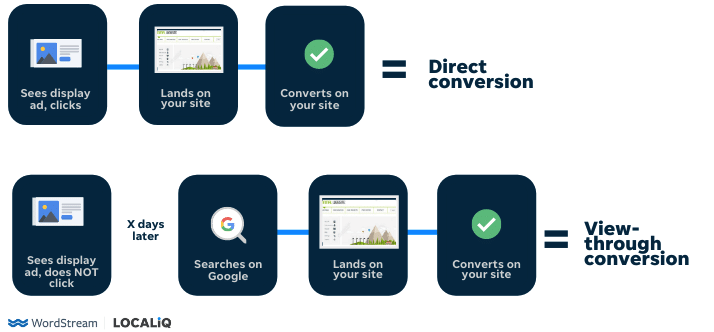 Sees display
ad, clicks
Lands on
your site
Converts on
your site
=
Direct
conversion
Sees display
ad, does NOT
click
X days
later
G
Searches on
Google
Lands on
your site
Converts on
your site
=
View-
through
conversion
WordStream
LOCALiQ